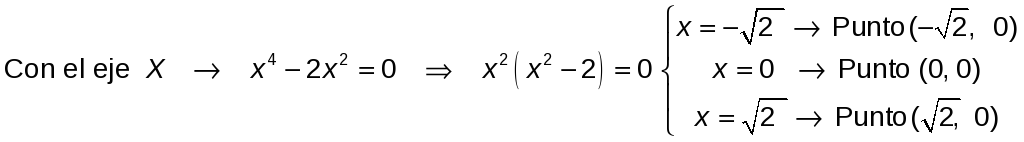 x = −√2 → Punto(−√2, 0)
Con el eje X → x⁴ − 2x² = 0 ⇒ x²(x² − 2) = 0 { x = 0 → Punto (0, 0)
x = √2 → Punto(√2, 0)